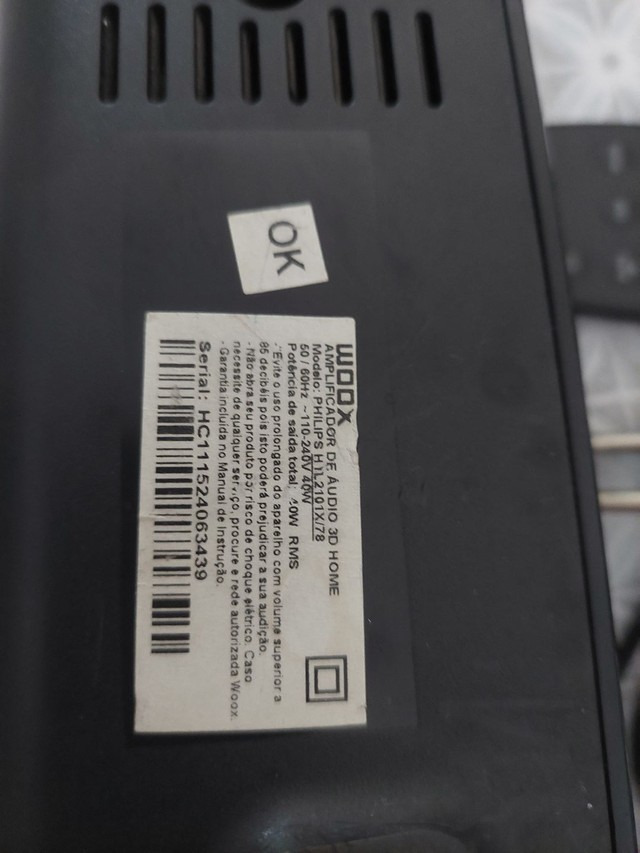 OK
WOOX
AMPLIFICADOR DE ÁUDIO 3D HOME
Modelo: PHILIPS HTL2101X/78
50 / 60Hz ~110-240V 40W
Potência de saída total: 40W RMS
-"Evite o uso prolongado do aparelho com volume superior a
85 decibéis pois isto poderá prejudicar a sua audição.
-Não abra seu produto por risco de choque elétrico. Caso
necessite de qualquer serviço, procure e rede autorizada Woox.
-Garantia incluída no Manual de Instrução.
Serial: HC111524063439